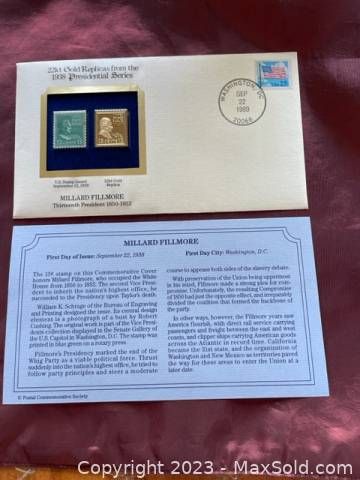 22kt Gold Replicas from the
1938 Presidential Series
WASHINGTON, DC
SEP
22
1988
20066
U.S. Stamp Issued
September 22, 1938
22kt Gold
Replica
MILLARD FILLMORE
Thirteenth President 1850-1853
MILLARD FILLMORE
First Day of Issue: September 22, 1938
First Day City: Washington, D.C.
The 13¢ stamp on this Commemorative Cover
honors Millard Fillmore, who occupied the White
House from 1850 to 1853. The second Vice Presi-
dent to inherit the nation's highest office, he
succeeded to the Presidency upon Taylor's death.
William K. Schrage of the Bureau of Engraving
and Printing designed the issue. Its central design
element is a photograph of a bust by Robert
Cushing. The original work is part of the Vice Pres-
idents collection displayed in the Senate Gallery of
the U.S. Capitol in Washington, D.C. The stamp was
printed in blue green on a rotary press.
Fillmore's Presidency marked the end of the
Whig Party as a viable political force. Thrust
suddenly into the nation's highest office, he tried to
follow party principles and steer a moderate
course to appease both sides of the slavery debate.
With preservation of the Union being uppermost
in his mind, Fillmore made a strong plea for com-
promise. Unfortunately, the resulting Compromise
of 1850 had just the opposite effect, and irreparably
divided the coalition that formed the backbone of
the party.
In other ways, however, the Fillmore years saw
America flourish, with direct rail service carrying
passengers and freight between the east and west
coasts, and clipper ships carrying American goods
across the Atlantic in record time. California
became the 31st state, and the organization of
Washington and New Mexico as territories paved
the way for these areas to enter the Union at a
later date.
© Postal Commemorative Society
Copyright 2023 - MaxSold.com